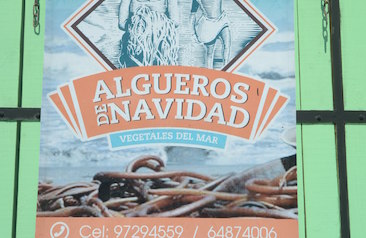 ALGUEROS
DE NAVIDAD
VEGETALES DEL MAR
Cel: 97294559 / 64874006